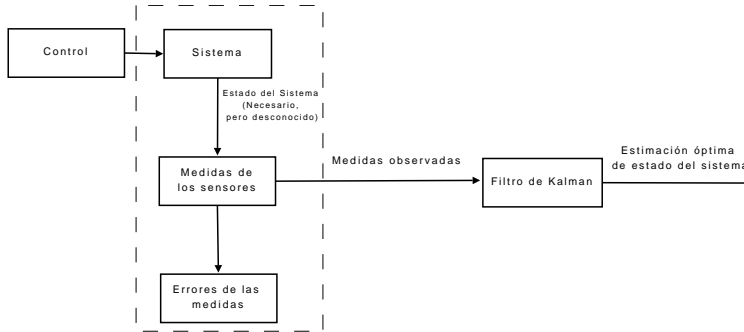 Control
Sistema
Estado del Sistema
(Necesario,
pero desconocido)
Medidas de
los sensores
Medidas observadas
Filtro de Kalman
Estimación óptima
de estado del sistema
Errores de las
medidas